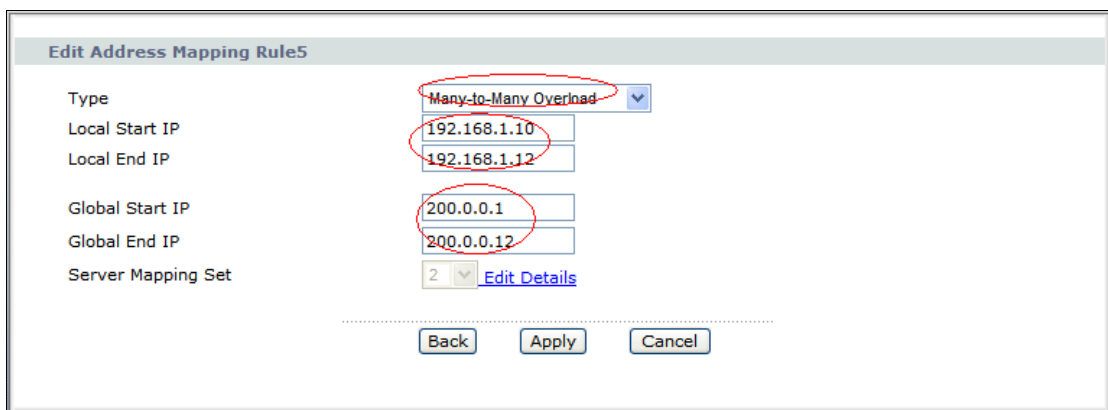 Edit Address Mapping Rule5
Type Many-to-Many Overload
Local Start IP 192.168.1.10
Local End IP 192.168.1.12
Global Start IP 200.0.0.1
Global End IP 200.0.0.12
Server Mapping Set 2 Edit Details
Back Apply Cancel